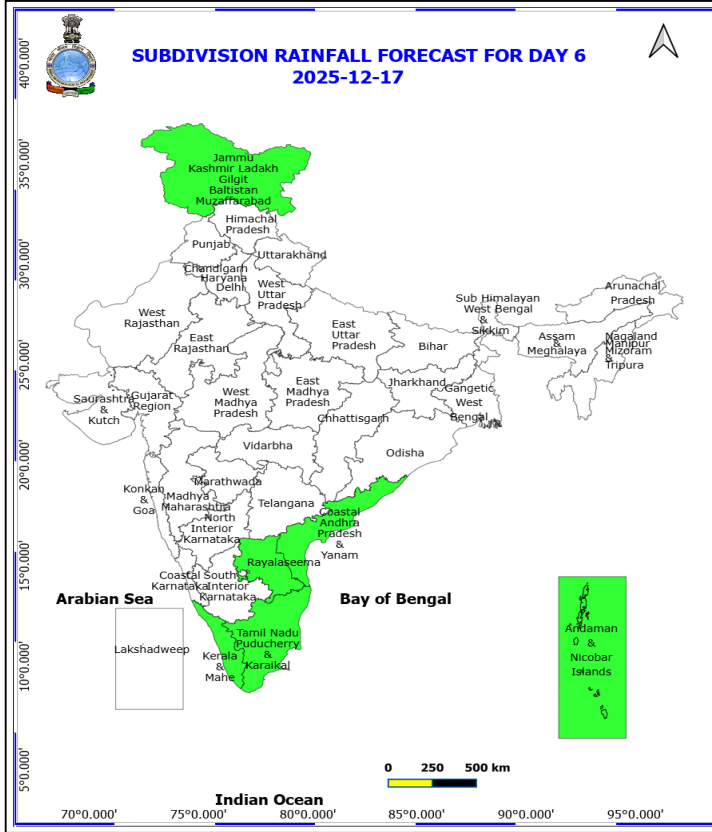 SUBDIVISION RAINFALL FORECAST FOR DAY 6
2025-12-17
40°0.000'
35°0.000'
30°0.000'
25°0.000'
20°0.000'
15°0.000'
10°0.000'
5°0.000'
Jammu
Kashmir Ladakh
Gilgit
Baltistan
Muzaffarabad
Himachal
Pradesh
Punjab
Uttarakhand
Chandigarh
Haryana
Delhi
West
Uttar
Pradesh
West
Rajasthan
East
Rajasthan
East
Uttar
Pradesh
Bihar
Sub Himalayan
West Bengal
&
Sikkim
Arunachal
Pradesh
Assam
&
Meghalaya
Nagaland
Manipur
Mizoram
&
Tripura
Saurashtra
&
Kutch
Gujarat
Region
West
Madhya
Pradesh
East
Madhya
Pradesh
Jharkhand
Gangetic
West
Bengal
Chhattisgarh
Odisha
Vidarbha
Konkan
&
Goa
Marathwada
Madhya
Maharashtra
North
Interior
Karnataka
Telangana
Coastal
Andhra
Pradesh
&
Yanam
Rayalaseema
Coastal
Karnataka
South
Interior
Karnataka
Arabian Sea
Bay of Bengal
Lakshadweep
Kerala
&
Mahe
Tamil Nadu
Puducherry
&
Karaikal
Andaman
&
Nicobar
Islands
0 250 500 km
Indian Ocean
70°0.000' 75°0.000' 80°0.000' 85°0.000' 90°0.000' 95°0.000'